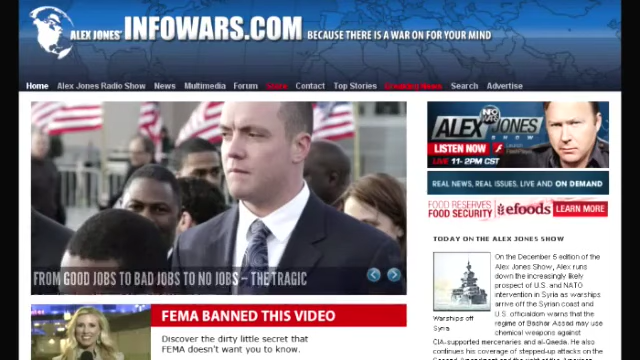 ALEX JONES' INFOWARS.COM BECAUSE THERE IS A WAR ON FOR YOUR MIND
Home Alex Jones Radio Show News Multimedia Forum Store Contact Top Stories Breaking News Search Advertise
FROM GOOD JOBS TO BAD JOBS TO NO JOBS – THE TRAGIC
FEMA BANNED THIS VIDEO
Discover the dirty little secret that
FEMA doesn't want you to know.
ALEX JONES
SHOW
LISTEN NOW
LIVE 11-2PM CST
REAL NEWS, REAL ISSUES, LIVE AND ON DEMAND
FOOD RESERVES
FOOD SECURITY
efoods LEARN MORE
TODAY ON THE ALEX JONES SHOW
On the December 5 edition of the
Alex Jones Show, Alex runs
down the increasingly likely
prospect of U.S. and NATO
intervention in Syria as warships
arrive off the Syrian coast and
U.S. officialdom warns that the
regime of Bashar Assad may use
chemical weapons against
Warships off
Syria
CIA-supported mercenaries and al-Qaeda. He also
continues his coverage of stepped-up attacks on the